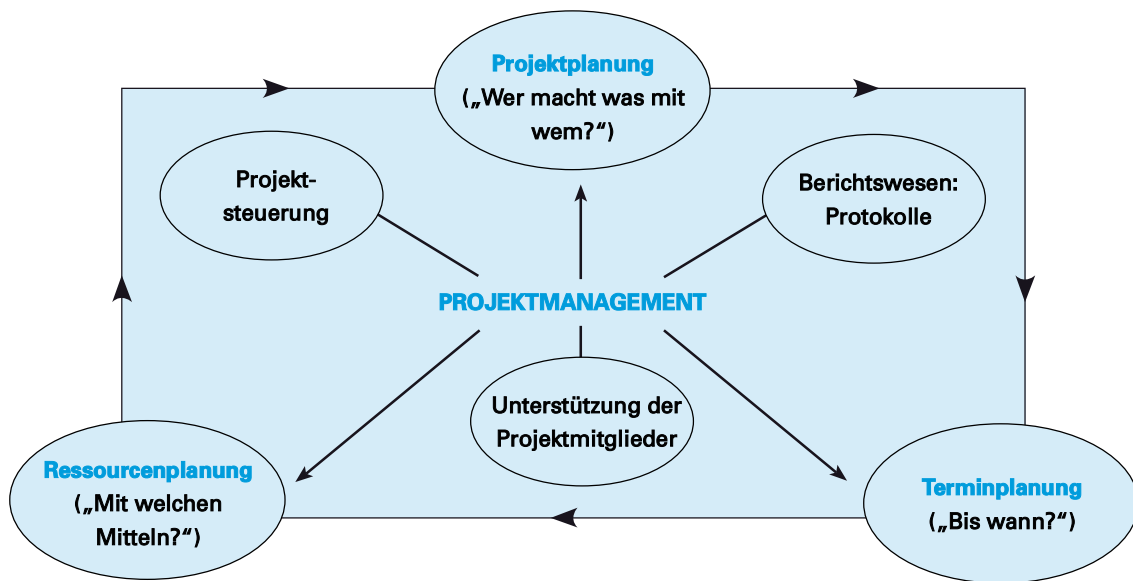 Projektplanung
(„Wer macht was mit
wem?“)
Projekt-
steuerung
Berichtswesen:
Protokolle
PROJEKTMANAGEMENT
Unterstützung der
Projektmitglieder
Ressourcenplanung
(„Mit welchen
Mitteln?“)
Terminplanung
(„Bis wann?“)